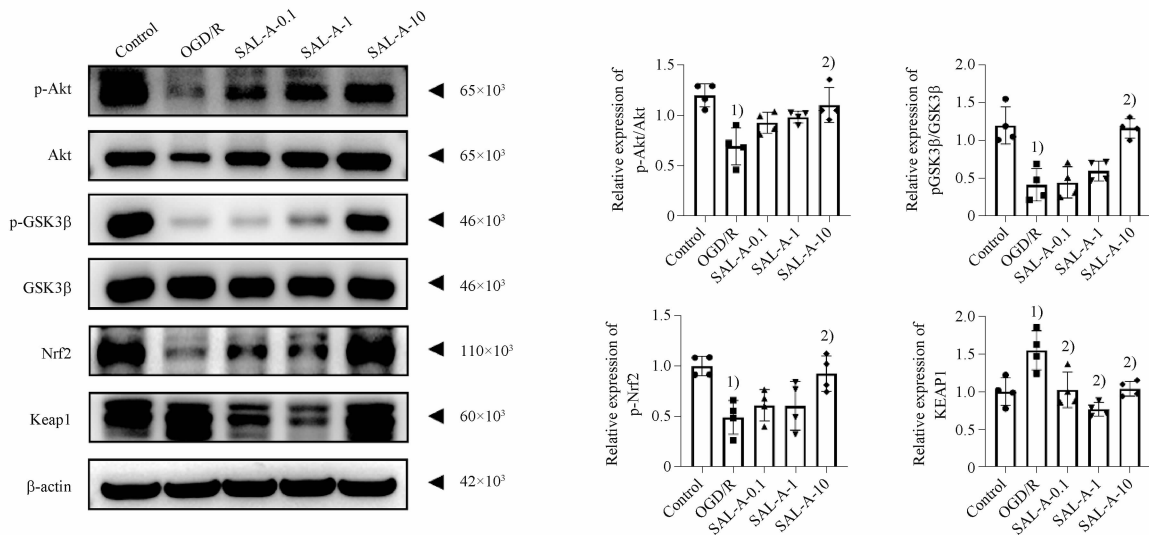 Control
OGD/R
SAL-A-0.1
SAL-A-1
SAL-A-10
p-Akt
65×10³
Akt
65×10³
p-GSK3β
46×10³
GSK3β
46×10³
Nrf2
110×10³
Keap1
60×10³
β-actin
42×10³
Relative expression of
p-Akt/Akt
1.5
1.0
0.5
0
1)
2)
Control
OGD/R
SAL-A-0.1
SAL-A-1
SAL-A-10
Relative expression of
pGSK3β/GSK3β
2.0
1.5
1.0
0.5
0
1)
2)
Control
OGD/R
SAL-A-0.1
SAL-A-1
SAL-A-10
Relative expression of
p-Nrf2
1.5
1.0
0.5
0
1)
2)
Control
OGD/R
SAL-A-0.1
SAL-A-1
SAL-A-10
Relative expression of
KEAP1
2.0
1.5
1.0
0.5
0
1)
2)
2)
2)
Control
OGD/R
SAL-A-0.1
SAL-A-1
SAL-A-10